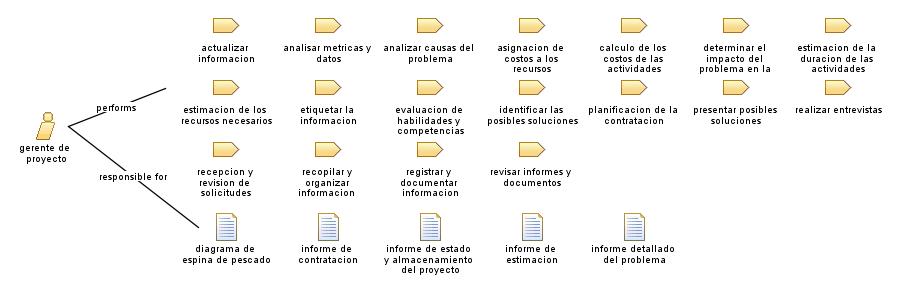 actualizar
informacion
analisar metricas y
datos
analizar causas del
problema
asignacion de
costos a los
recursos
calculo de los
costos de las
actividades
determinar el
impacto del
problema en la
estimacion de la
duracion de las
actividades
performs
estimacion de los
recursos necesarios
etiquetar la
informacion
evaluacion de
habilidades y
competencias
identificar las
posibles soluciones
planificacion de la
contratacion
presentar posibles
soluciones
realizar entrevistas
gerente de
proyecto
responsible for
recepcion y
revision de
solicitudes
recopilar y
organizar
informacion
registrar y
documentar
informacion
revisar informes y
documentos
diagrama de
espina de pescado
informe de
contratacion
informe de estado
y almacenamiento
del proyecto
informe de
estimacion
informe detallado
del problema